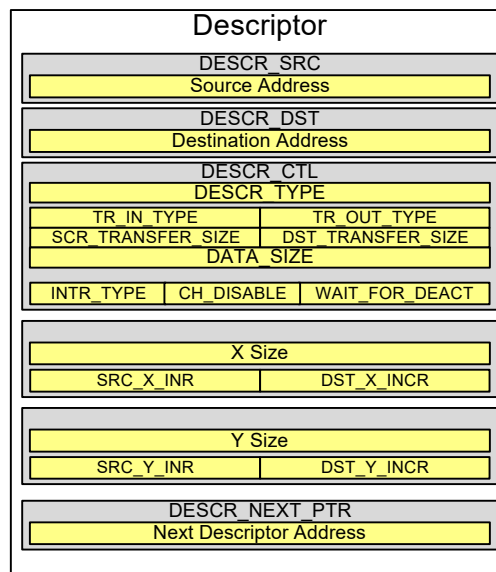 Descriptor
DESCR_SRC
Source Address
DESCR_DST
Destination Address
DESCR_CTL
DESCR_TYPE
TR_IN_TYPE TR_OUT_TYPE
SCR_TRANSFER_SIZE DST_TRANSFER_SIZE
DATA_SIZE
INTR_TYPE CH_DISABLE WAIT_FOR_DEACT
X Size
SRC_X_INR DST_X_INCR
Y Size
SRC_Y_INR DST_Y_INCR
DESCR_NEXT_PTR
Next Descriptor Address